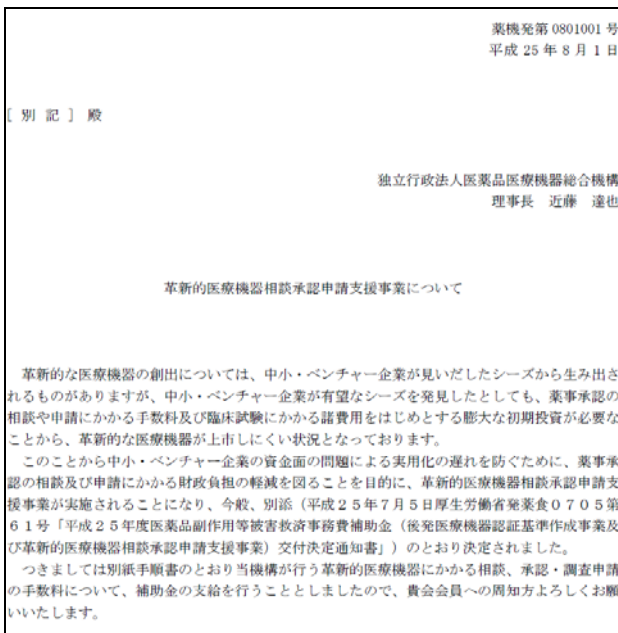 薬機発第 0801001 号
平成 25 年 8 月 1 日
［ 別 記 ］ 殿
独立行政法人医薬品医療機器総合機構
理事長 近藤 達也
革新的医療機器相談承認申請支援事業について
革新的な医療機器の創出については、中小・ベンチャー企業が見いだしたシーズから生み出さ
れるものがありますが、中小・ベンチャー企業が有望なシーズを発見したとしても、薬事承認の
相談や申請にかかる手数料及び臨床試験にかかる諸費用をはじめとする膨大な初期投資が必要な
ことから、革新的な医療機器が上市しにくい状況となっております。
このことから中小・ベンチャー企業の資金面の問題による実用化の遅れを防ぐために、薬事承
認の相談及び申請にかかる財政負担の軽減を図ることを目的に、革新的医療機器相談承認申請支
援事業が実施されることになり、今般、別添（平成２５年７月５日厚生労働省発薬食０７０５第
６１号「平成２５年度医薬品副作用等被害救済事務費補助金（後発医療機器認証基準作成事業及
び革新的医療機器相談承認申請支援事業）交付決定通知書」）のとおり決定されました。
つきましては別紙手順書のとおり当機構が行う革新的医療機器にかかる相談、承認・調査申請
の手数料について、補助金の支給を行うこととしましたので、貴会会員への周知方よろしくお願
いいたします。